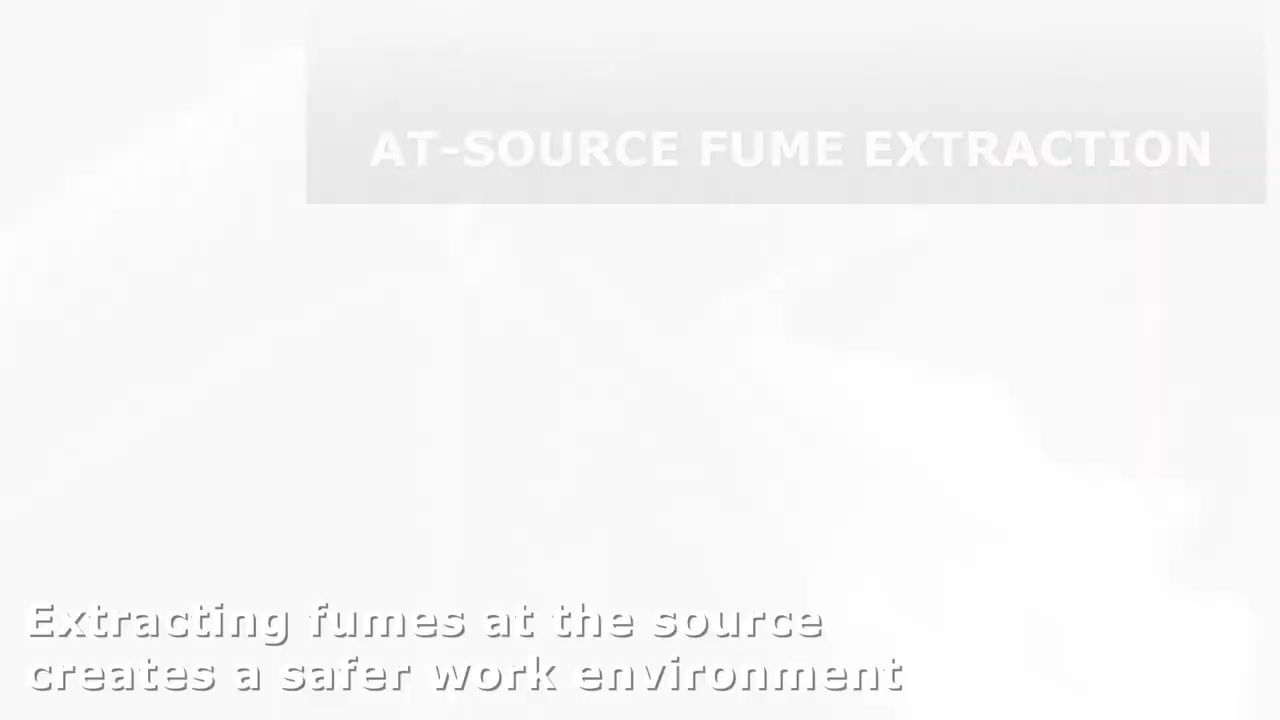 AT-SOURCE FUME EXTRACTION
Extracting fumes at the source
creates a safer work environment